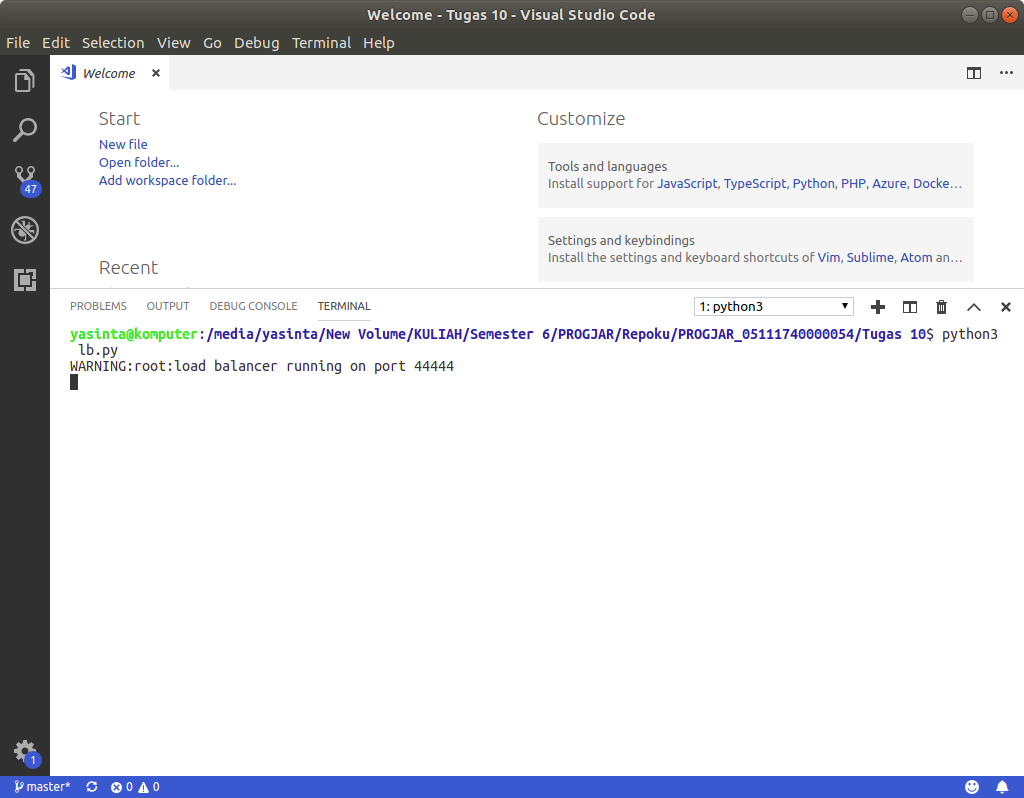 Welcome - Tugas 10 - Visual Studio Code
File Edit Selection View Go Debug Terminal Help
Welcome
Start
New file
Open folder...
Add workspace folder...
Recent
Customize
Tools and languages
Install support for JavaScript, TypeScript, Python, PHP, Azure, Docke...
Settings and keybindings
Install the settings and keyboard shortcuts of Vim, Sublime, Atom an...
47
PROBLEMS OUTPUT DEBUG CONSOLE TERMINAL 1: python3
yasinta@komputer:/media/yasinta/New Volume/KULIAH/Semester 6/PROGJAR/Repoku/PROGJAR_05111740000054/Tugas 10$ python3
lb.py
WARNING:root:load balancer running on port 44444
1
master* 0 0